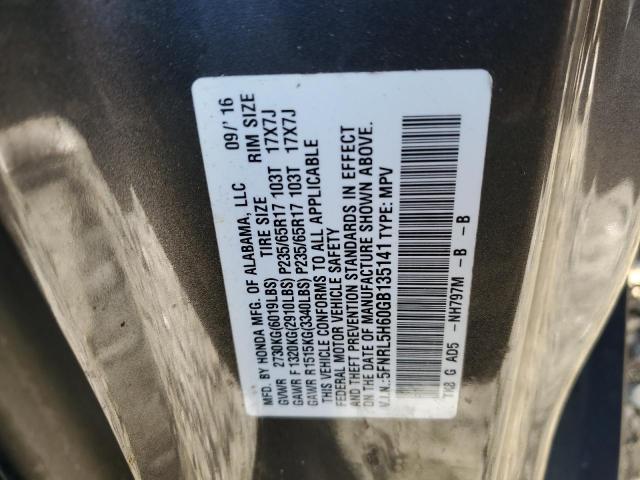 MFD. BY HONDA MFG. OF ALABAMA, LLC 09/'16
TIRE SIZE RIM SIZE
GVWR 2730KG(6019LBS) P235/65R17 103T 17X7J
GAWR F 1320KG(2910LBS) P235/65R17 103T 17X7J
GAWR R 1515KG(3340LBS)
THIS VEHICLE CONFORMS TO ALL APPLICABLE
FEDERAL MOTOR VEHICLE SAFETY
AND THEFT PREVENTION STANDARDS IN EFFECT
ON THE DATE OF MANUFACTURE SHOWN ABOVE.
V.I.N.:5FNRL5H60GB135141 TYPE: MPV
TK8 G AD5 -NH797M - B - B